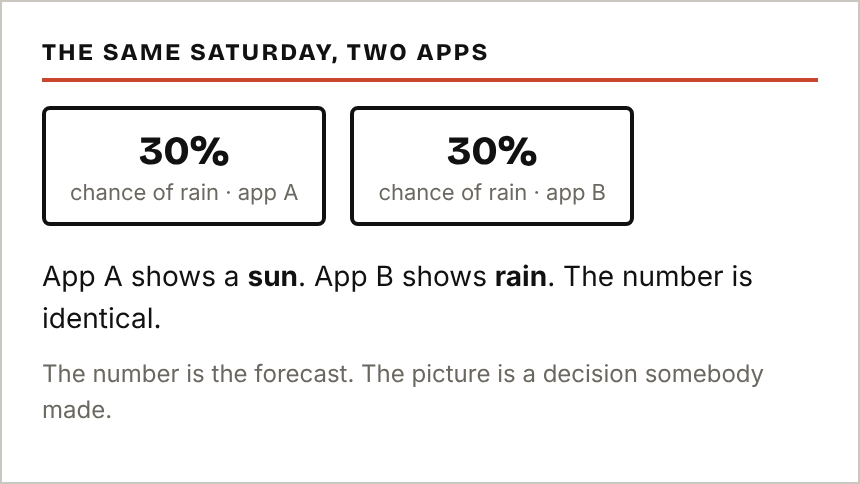 THE SAME SATURDAY, TWO APPS
30%
chance of rain · app A
30%
chance of rain · app B
App A shows a sun. App B shows rain. The number is
identical.
The number is the forecast. The picture is a decision somebody
made.